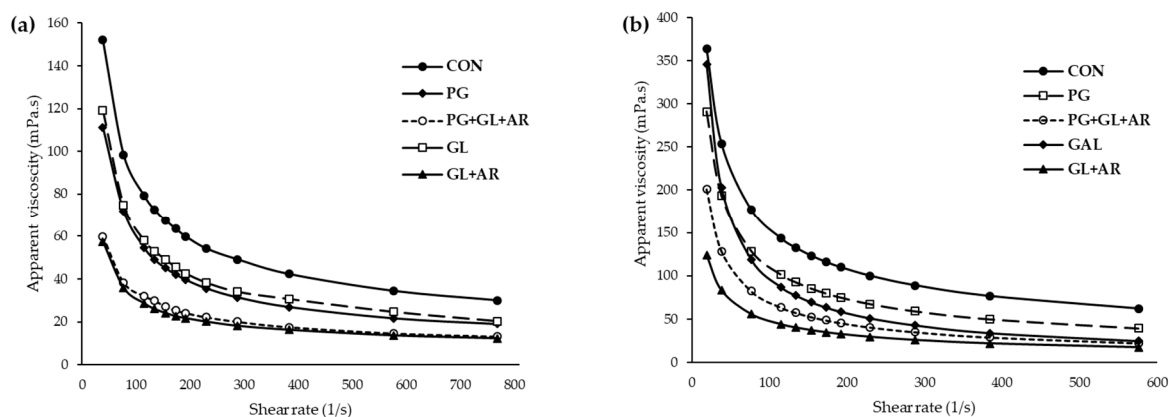 (a)
160
140
120
100
80
60
40
20
0
Apparent viscoscity (mPa.s)
0 100 200 300 400 500 600 700 800
Shear rate (1/s)
CON
PG
PG+GL+AR
GL
GL+AR
(b)
400
350
300
250
200
150
100
50
0
Apparent viscosity (mPa.s)
0 100 200 300 400 500 600
Shear rate (1/s)
CON
PG
PG+GL+AR
GAL
GL+AR